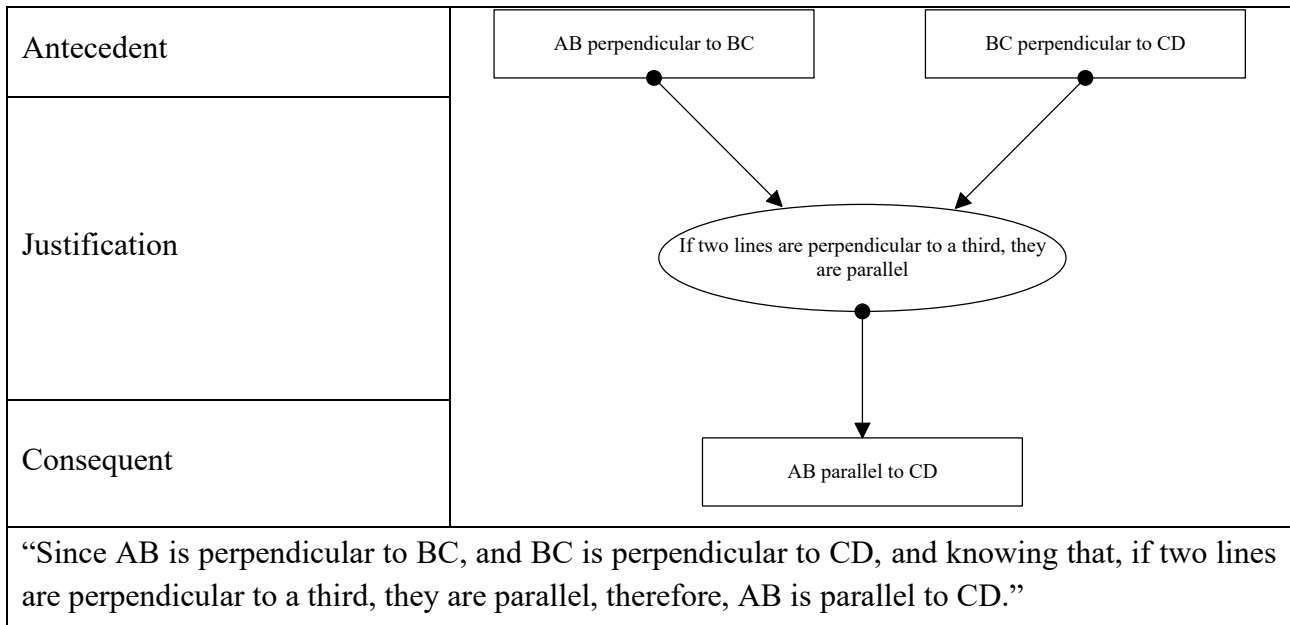 Antecedent
AB perpendicular to BC
BC perpendicular to CD
Justification
If two lines are perpendicular to a third, they
are parallel
Consequent
AB parallel to CD
“Since AB is perpendicular to BC, and BC is perpendicular to CD, and knowing that, if two lines
are perpendicular to a third, they are parallel, therefore, AB is parallel to CD.”